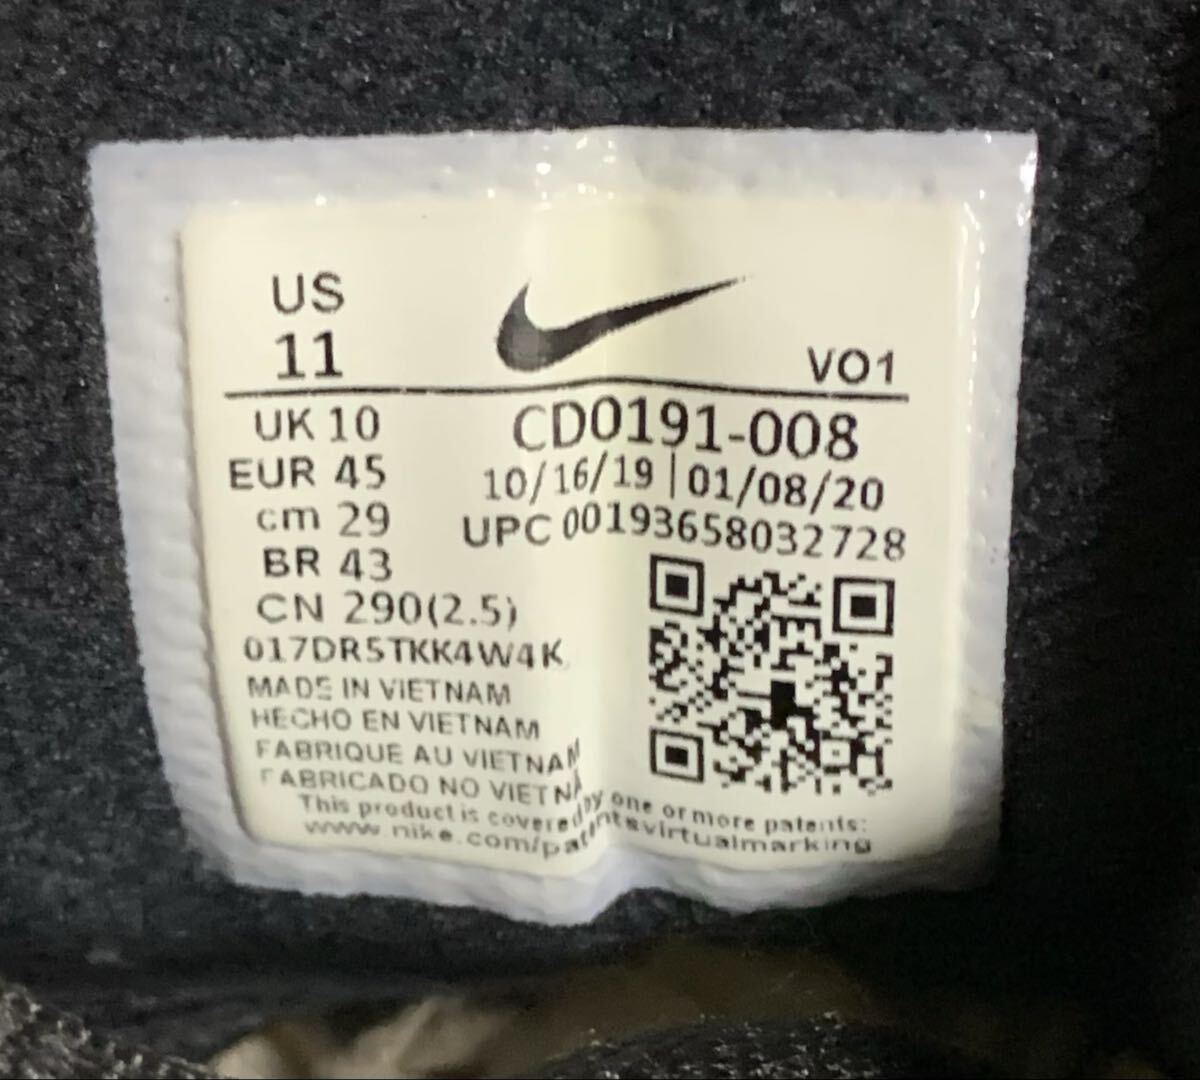 US
11
VO1
UK 10
EUR 45
cm 29
BR 43
CN 290(2.5)
CD0191-008
10/16/19 | 01/08/20
UPC 00193658032728
017DR5TKK4W4K
MADE IN VIETNAM
HECHO EN VIETNAM
FABRIQUE AU VIETNAM
FABRICADO NO VIETNÃ
This product is covered by one or more patents:
www.nike.com/patentsvirtualmarking